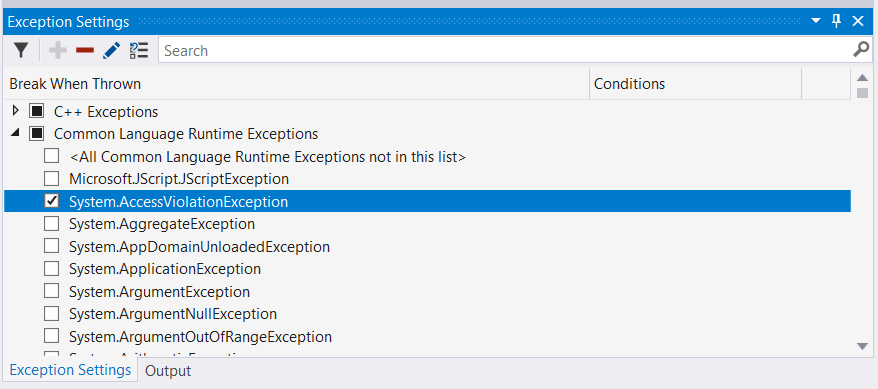 Exception Settings
Search
Break When Thrown Conditions
C++ Exceptions
Common Language Runtime Exceptions
<All Common Language Runtime Exceptions not in this list>
Microsoft.JScript.JScriptException
System.AccessViolationException
System.AggregateException
System.AppDomainUnloadedException
System.ApplicationException
System.ArgumentException
System.ArgumentNullException
System.ArgumentOutOfRangeException
Exception Settings Output